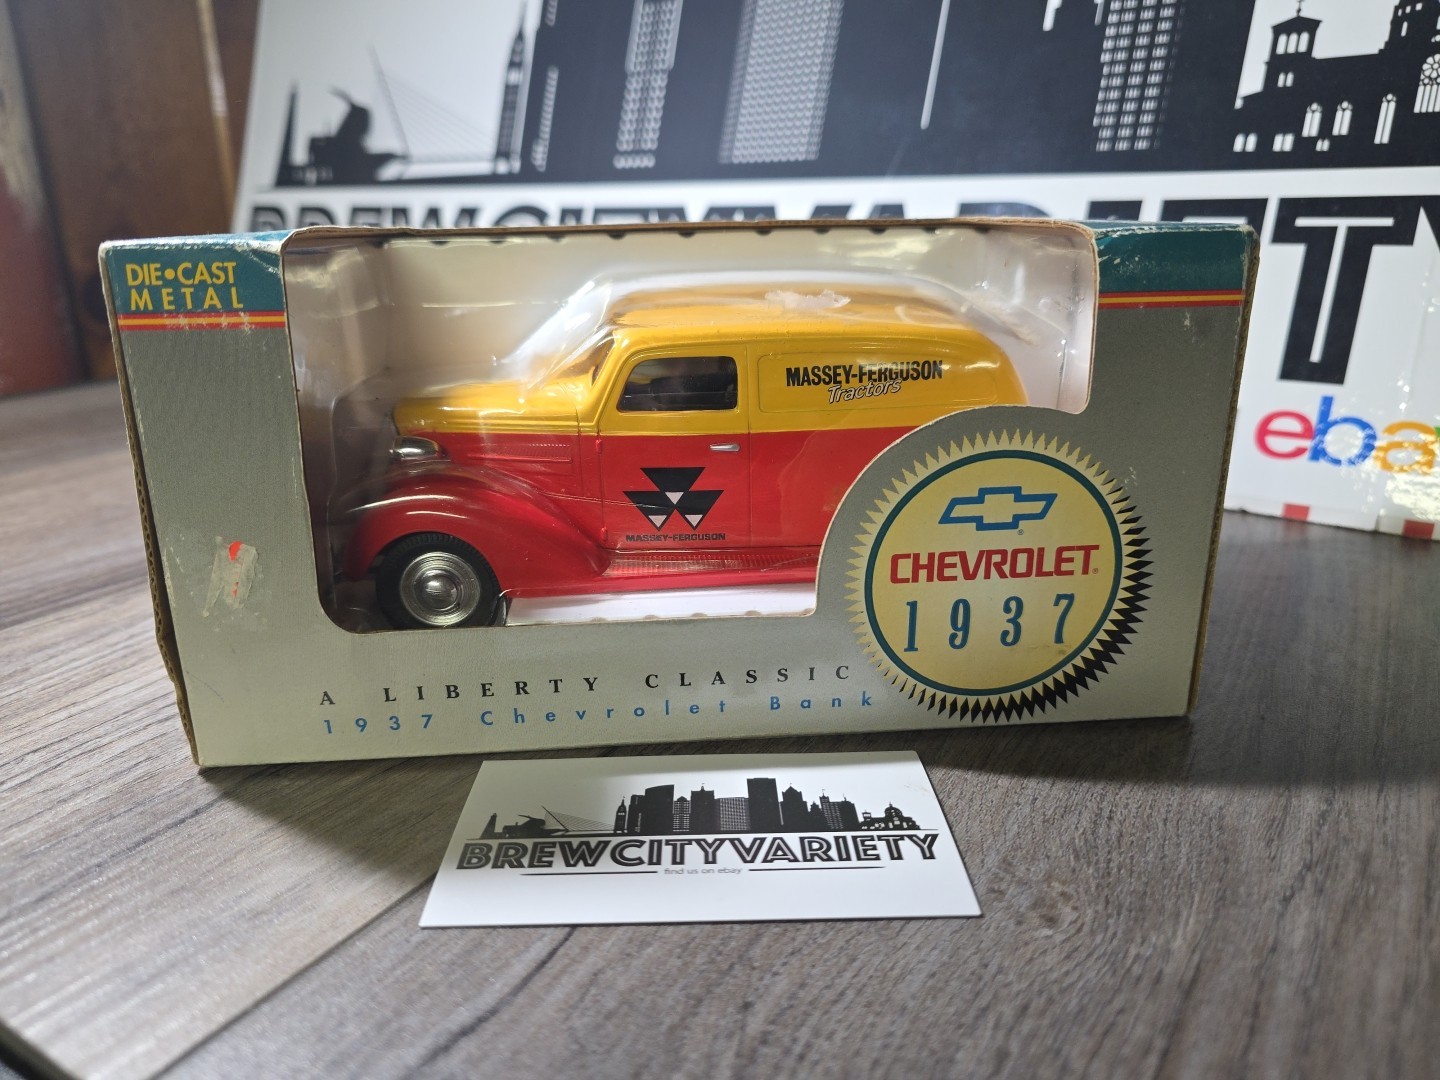 BREWCITYVARIETY
ebay
DIE•CAST
METAL
MASSEY-FERGUSON
Tractors
MASSEY-FERGUSON
CHEVROLET®
1937
A LIBERTY CLASSIC
1937 Chevrolet Bank
BREWCITYVARIETY
find us on ebay